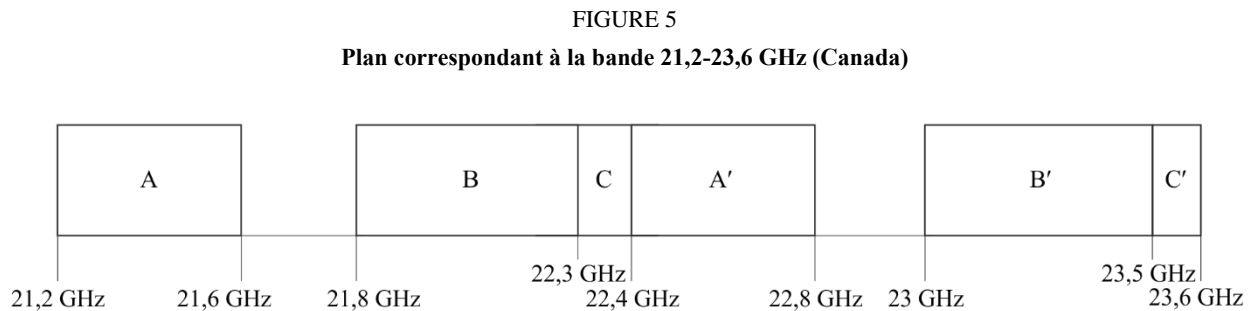 FIGURE 5
Plan correspondant à la bande 21,2-23,6 GHz (Canada)
A B C A′ B′ C′
22,3 GHz 23,5 GHz
21,2 GHz 21,6 GHz 21,8 GHz 22,4 GHz 22,8 GHz 23 GHz 23,6 GHz